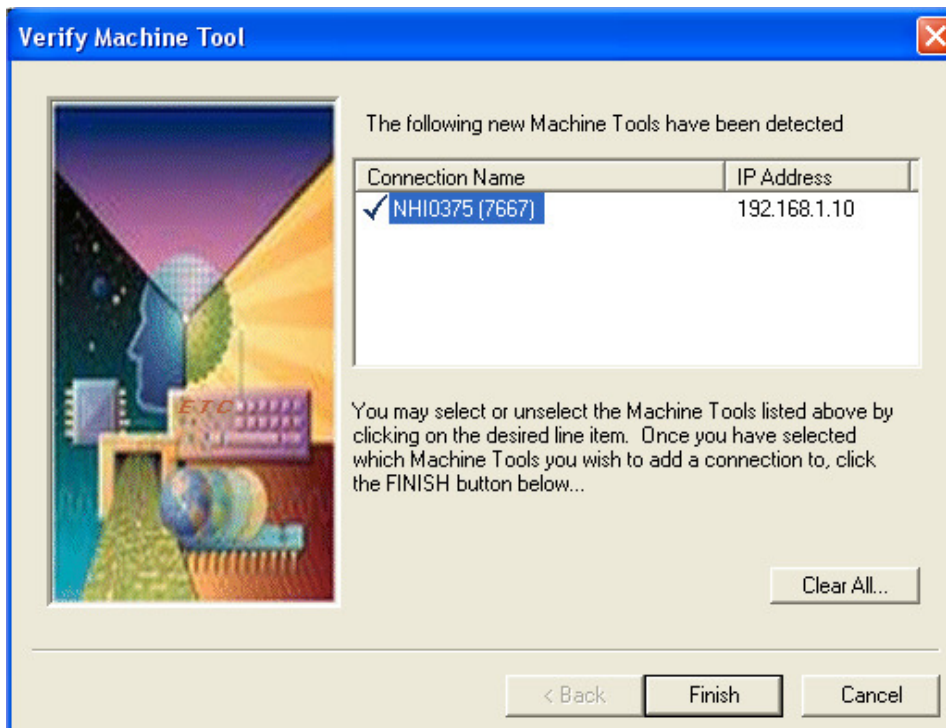 Verify Machine Tool
The following new Machine Tools have been detected
Connection Name IP Address
NHI0375 (7667) 192.168.1.10
ETC
You may select or unselect the Machine Tools listed above by
clicking on the desired line item. Once you have selected
which Machine Tools you wish to add a connection to, click
the FINISH button below...
Clear All...
< Back Finish Cancel